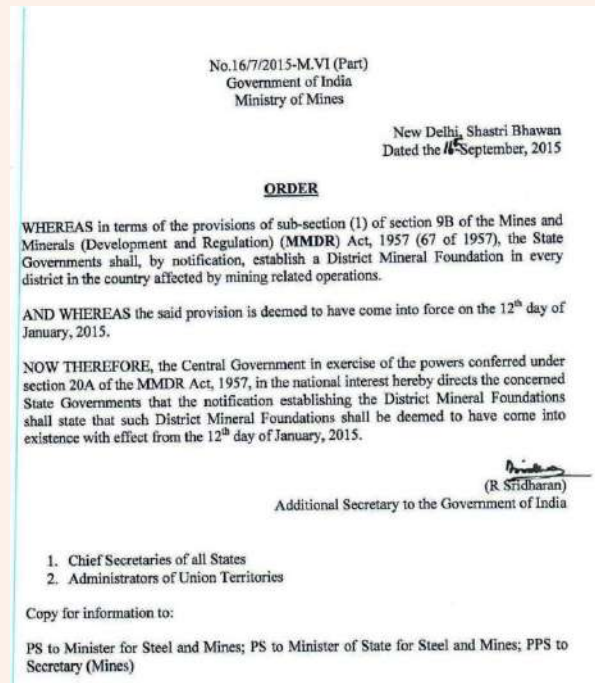 No.16/7/2015-M.VI (Part)
Government of India
Ministry of Mines
New Delhi, Shastri Bhawan
Dated the September, 2015
ORDER
WHEREAS in terms of the provisions of sub-section (1) of section 9B of the Mines and
Minerals (Development and Regulation) (MMDR) Act, 1957 (67 of 1957), the State
Governments shall, by notification, establish a District Mineral Foundation in every
district in the country affected by mining related operations.
AND WHEREAS the said provision is deemed to have come into force on the 12th day of
January, 2015.
NOW THEREFORE, the Central Government in exercise of the powers conferred under
section 20A of the MMDR Act, 1957, in the national interest hereby directs the concerned
State Governments that the notification establishing the District Mineral Foundations
shall state that such District Mineral Foundations shall be deemed to have come into
existence with effect from the 12th day of January, 2015.
(R Sridharan)
Additional Secretary to the Government of India
1. Chief Secretaries of all States
2. Administrators of Union Territories
Copy for information to:
PS to Minister for Steel and Mines; PS to Minister of State for Steel and Mines; PPS to
Secretary (Mines)